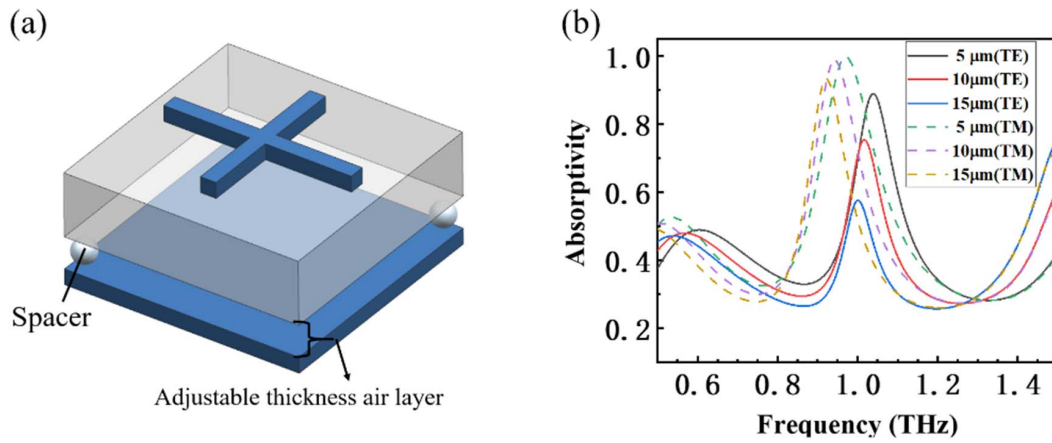 (a)
Spacer
Adjustable thickness air layer
(b)
Absorptivity
1.0
0.8
0.6
0.4
0.2
5 μm(TE)
10μm(TE)
15μm(TE)
5 μm(TM)
10μm(TM)
15μm(TM)
0.6 0.8 1.0 1.2 1.4
Frequency (THz)